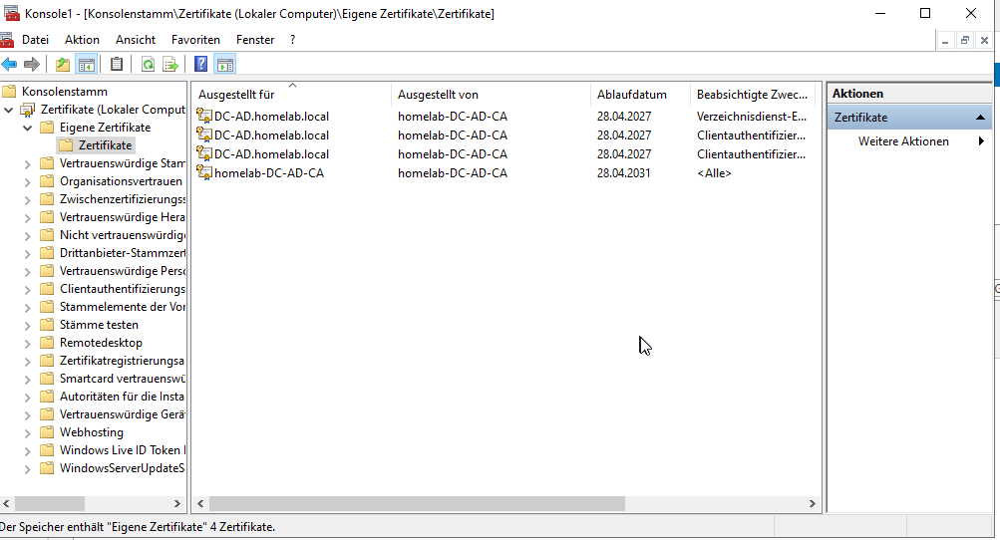 Konsole1 - [Konsolenstamm\Zertifikate (Lokaler Computer)\Eigene Zertifikate\Zertifikate]
Datei Aktion Ansicht Favoriten Fenster ?
Konsolenstamm
Zertifikate (Lokaler Comput
Eigene Zertifikate
Zertifikate
Vertrauenswürdige Stam
Organisationsvertrauen
Zwischenzertifizierungss
Vertrauenswürdige Hera
Nicht vertrauenswürdige
Drittanbieter-Stammzert
Vertrauenswürdige Perso
Clientauthentifizierungs
Stammelemente der Vor
Stämme testen
Remotedesktop
Zertifikatregistrierungsa
Smartcard vertrauenswü
Autoritäten für die Insta
Vertrauenswürdige Gerä
Webhosting
Windows Live ID Token
WindowsServerUpdateS
Ausgestellt für Ausgestellt von Ablaufdatum Beabsichtigte Zwec...
DC-AD.homelab.local homelab-DC-AD-CA 28.04.2027 Verzeichnisdienst-E...
DC-AD.homelab.local homelab-DC-AD-CA 28.04.2027 Clientauthentifizier...
DC-AD.homelab.local homelab-DC-AD-CA 28.04.2027 Clientauthentifizier...
homelab-DC-AD-CA homelab-DC-AD-CA 28.04.2031 <Alle>
Aktionen
Zertifikate
Weitere Aktionen
Der Speicher enthält "Eigene Zertifikate" 4 Zertifikate.